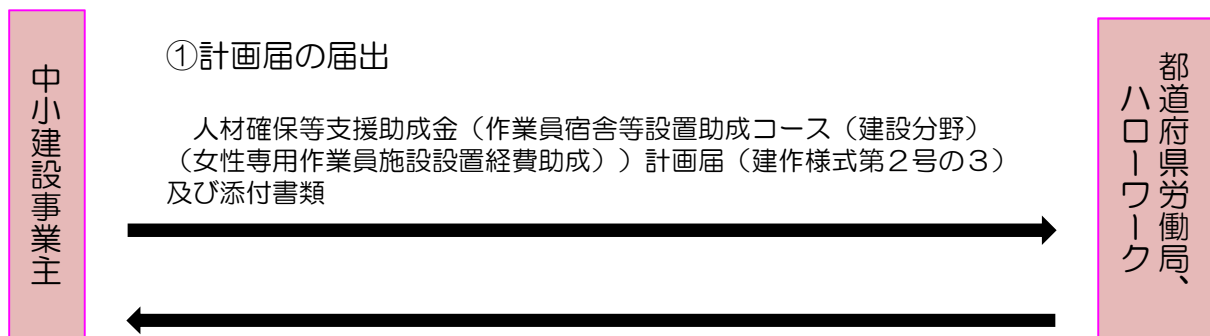 中小建設事業主
①計画届の届出
人材確保等支援助成金（作業員宿舎等設置助成コース（建設分野）
（女性専用作業員施設設置経費助成））計画届（建作様式第２号の３）
及び添付書類
都道府県労働局、
ハローワーク